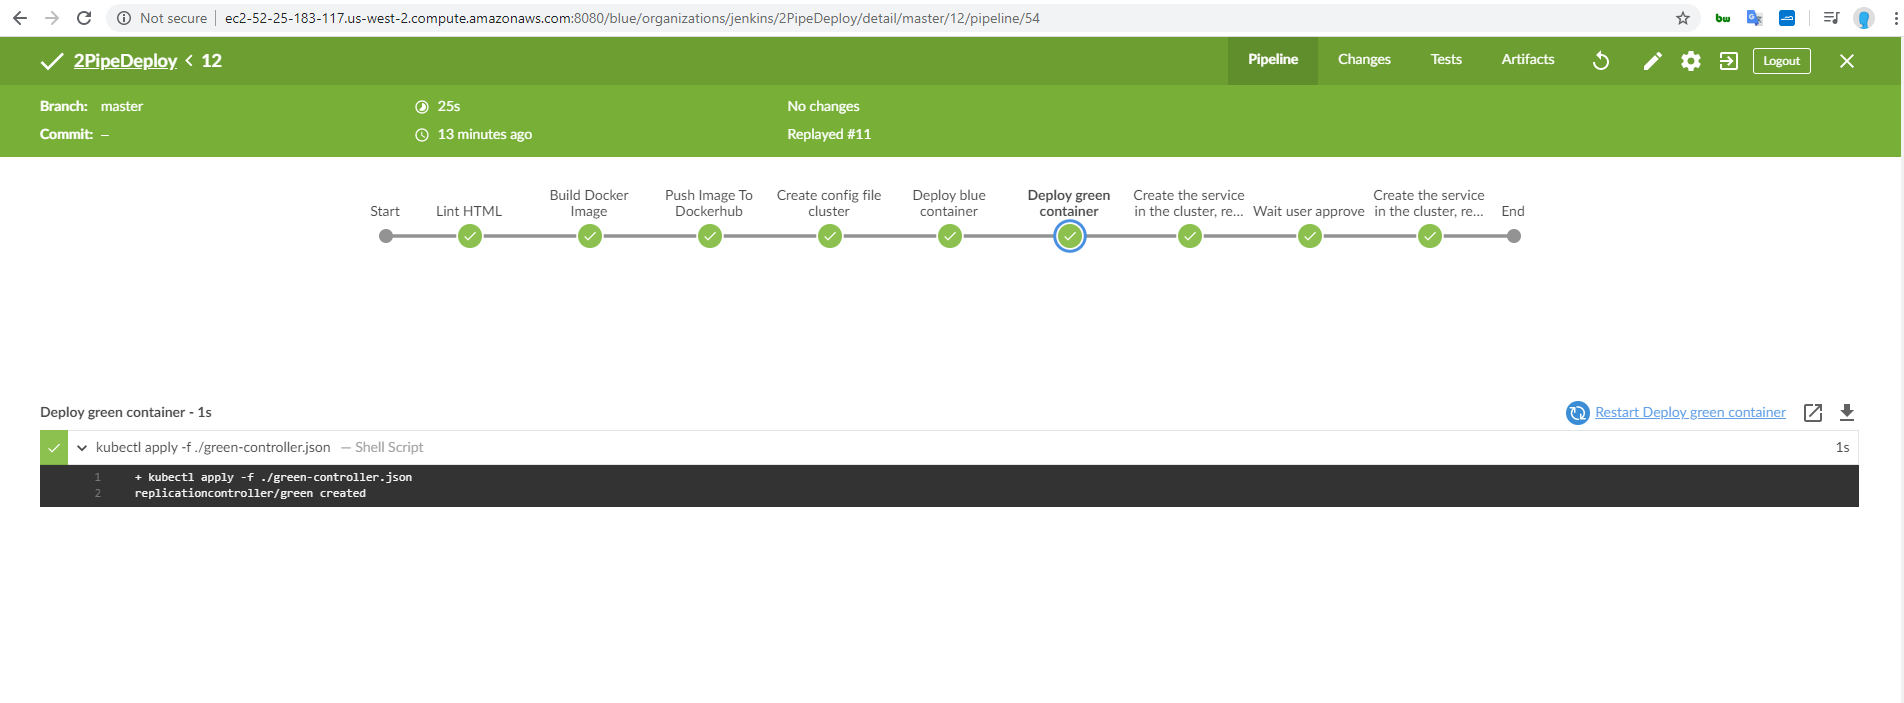 Not secure | ec2-52-25-183-117.us-west-2.compute.amazonaws.com:8080/blue/organizations/jenkins/2PipeDeploy/detail/master/12/pipeline/54
bw
2PipeDeploy < 12
Pipeline
Changes
Tests
Artifacts
Logout
Branch: master
25s
No changes
Commit: –
13 minutes ago
Replayed #11
Start
Lint HTML
Build Docker
Image
Push Image To
Dockerhub
Create config file
cluster
Deploy blue
container
Deploy green
container
Create the service
in the cluster, re...
Wait user approve
Create the service
in the cluster, re...
End
Deploy green container - 1s
Restart Deploy green container
kubectl apply -f ./green-controller.json — Shell Script
1s
1 + kubectl apply -f ./green-controller.json
2 replicationcontroller/green created